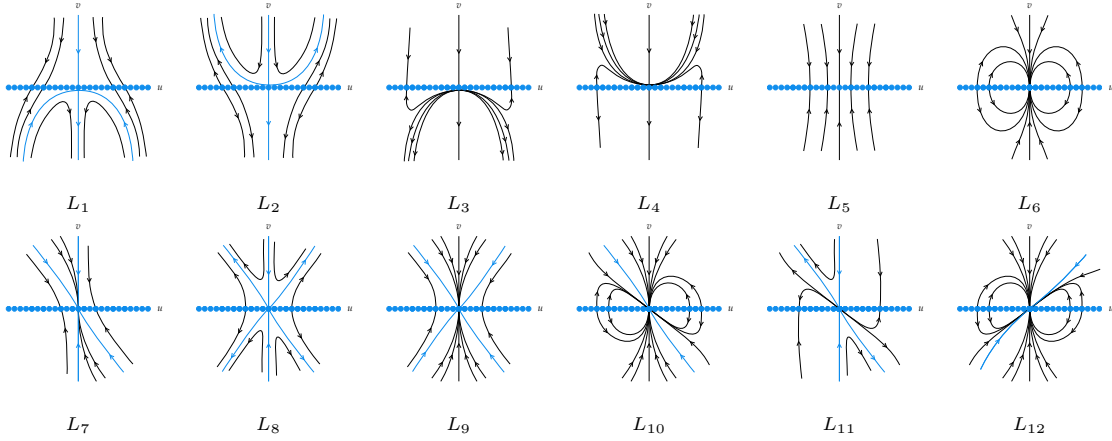 v v v v v v
u u u u u u
L₁ L₂ L₃ L₄ L₅ L₆
v v v v v v
u u u u u u
L₇ L₈ L₉ L₁₀ L₁₁ L₁₂